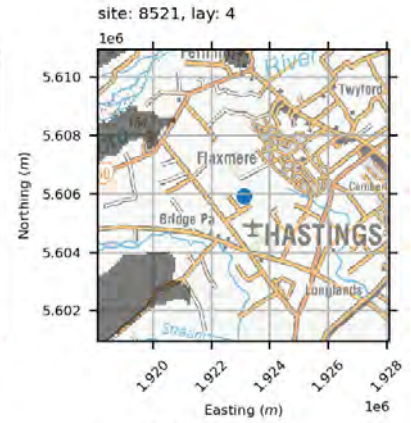 site: 8521, lay: 4
1e6
5.610
5.608
5.606
5.604
5.602
Northing (m)
River
Twyford
Flaxmere
Bridge Pa
HASTINGS
Longlands
Stream
1.920
1.922
1.924
1.926
1.928
Easting (m)
1e6